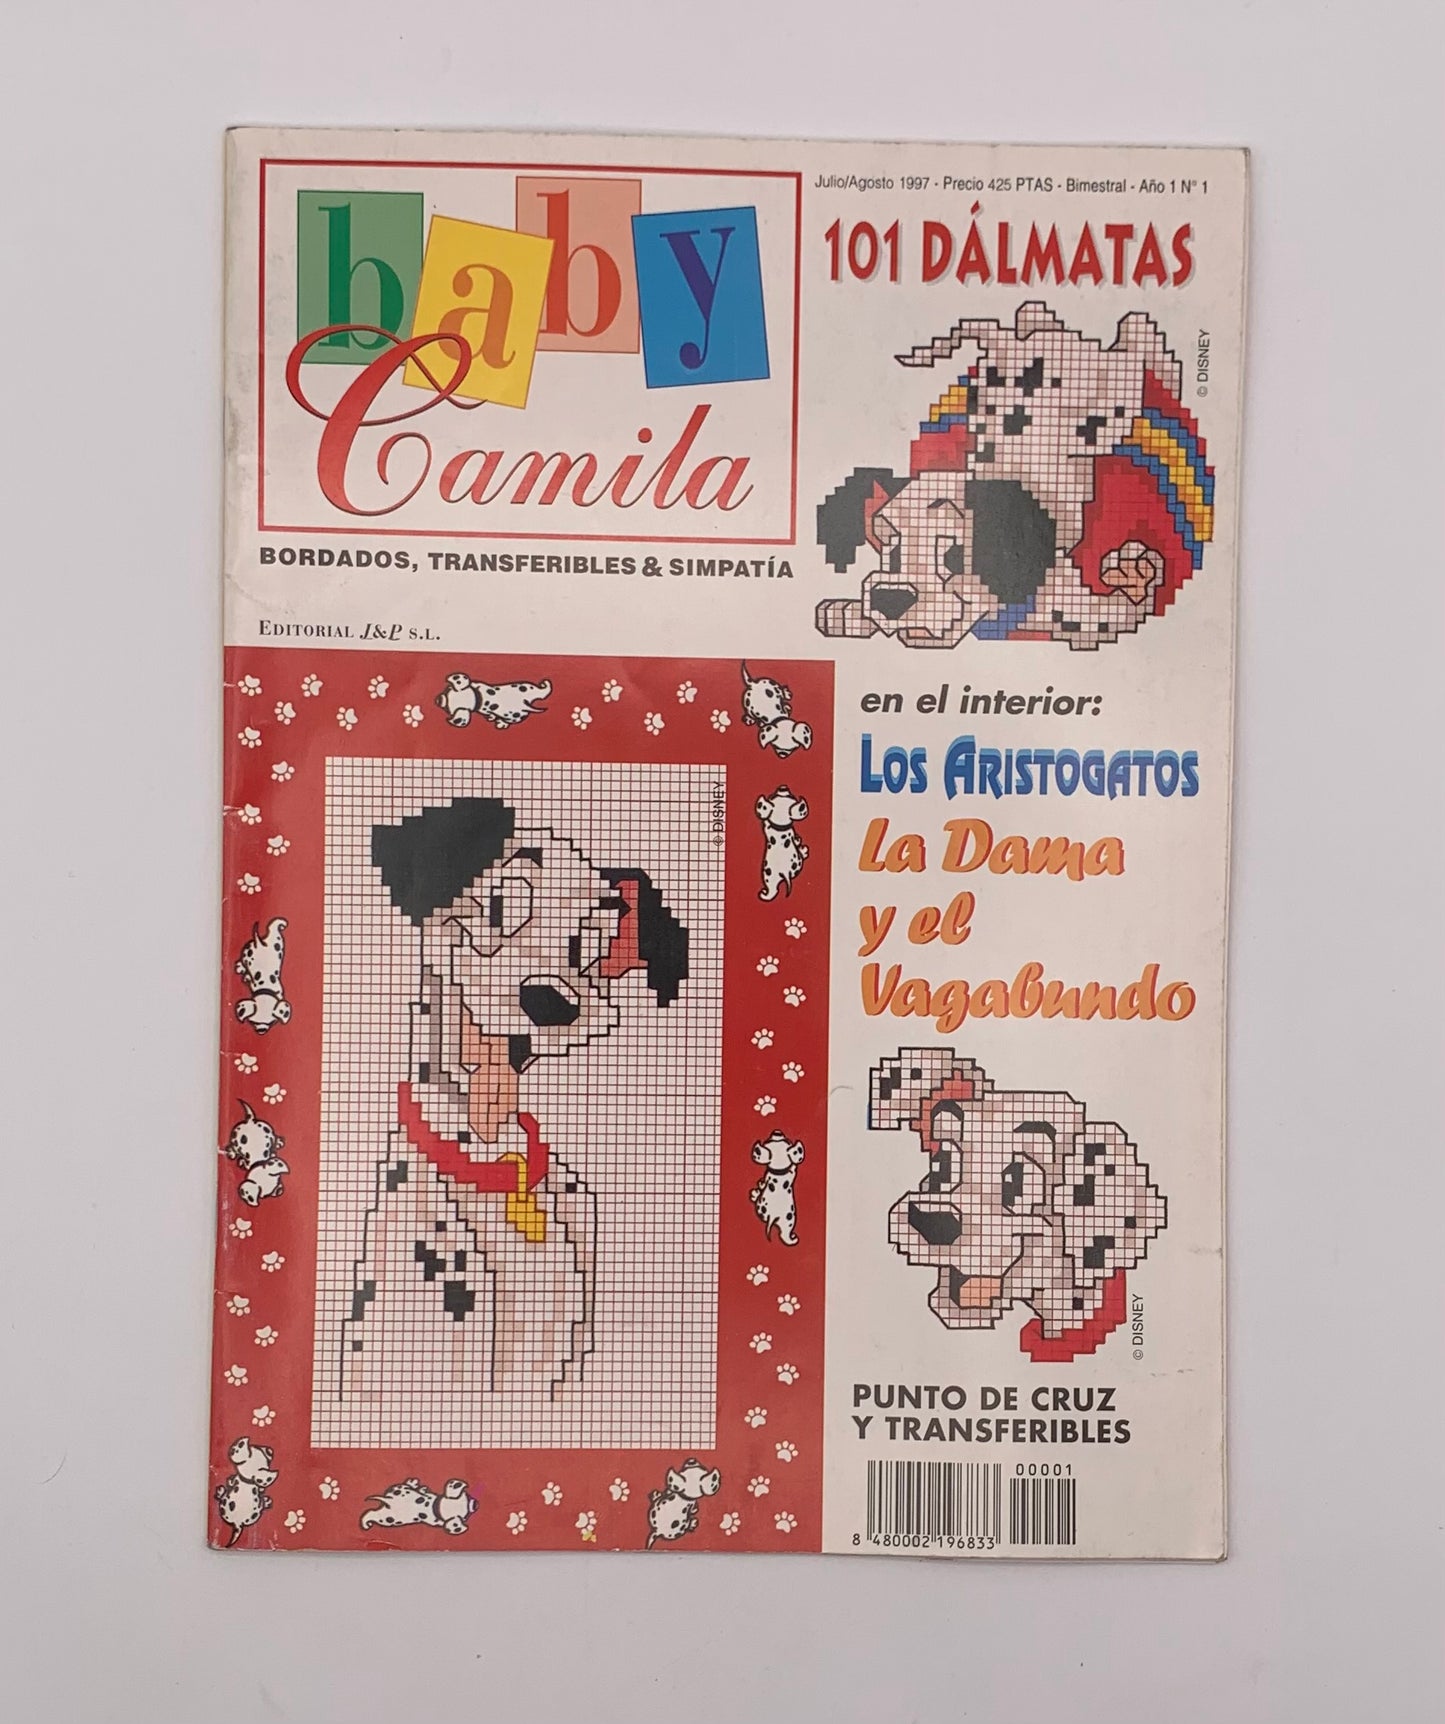 baby
Camila
BORDADOS, TRANSFERIBLES & SIMPATÍA
EDITORIAL J&P S.L.
Julio/Agosto 1997 - Precio 425 PTAS - Bimestral - Año 1 Nº 1
101 DÁLMATAS
© DISNEY
© DISNEY
en el interior:
LOS ARISTOGATOS
La Dama
y el
Vagabundo
© DISNEY
PUNTO DE CRUZ
Y TRANSFERIBLES
00001
8 480002 196833